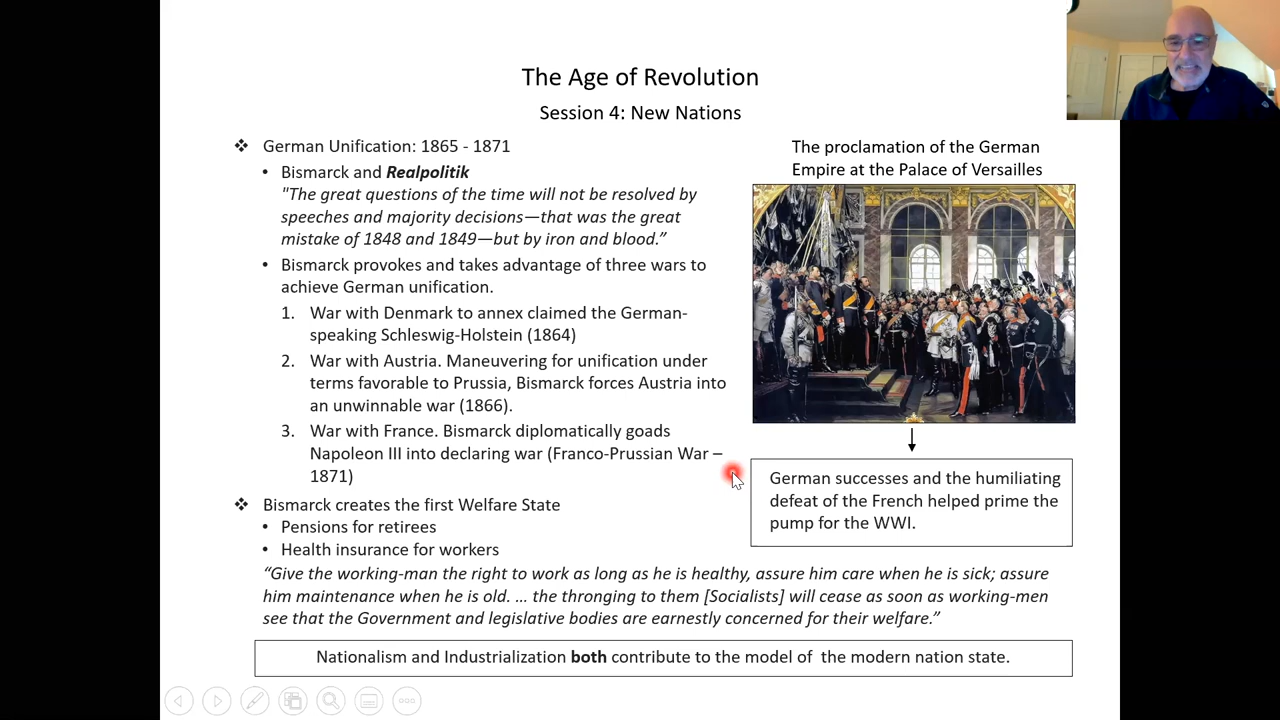 The Age of Revolution
Session 4: New Nations
❖ German Unification: 1865 - 1871
• Bismarck and Realpolitik
"The great questions of the time will not be resolved by
speeches and majority decisions—that was the great
mistake of 1848 and 1849—but by iron and blood.”
• Bismarck provokes and takes advantage of three wars to
achieve German unification.
1. War with Denmark to annex claimed the German-
speaking Schleswig-Holstein (1864)
2. War with Austria. Maneuvering for unification under
terms favorable to Prussia, Bismarck forces Austria into
an unwinnable war (1866).
3. War with France. Bismarck diplomatically goads
Napoleon III into declaring war (Franco-Prussian War –
1871)
❖ Bismarck creates the first Welfare State
• Pensions for retirees
• Health insurance for workers
“Give the working-man the right to work as long as he is healthy, assure him care when he is sick; assure
him maintenance when he is old. … the thronging to them [Socialists] will cease as soon as working-men
see that the Government and legislative bodies are earnestly concerned for their welfare.”
The proclamation of the German
Empire at the Palace of Versailles
German successes and the humiliating
defeat of the French helped prime the
pump for the WWI.
Nationalism and Industrialization both contribute to the model of  the modern nation state.